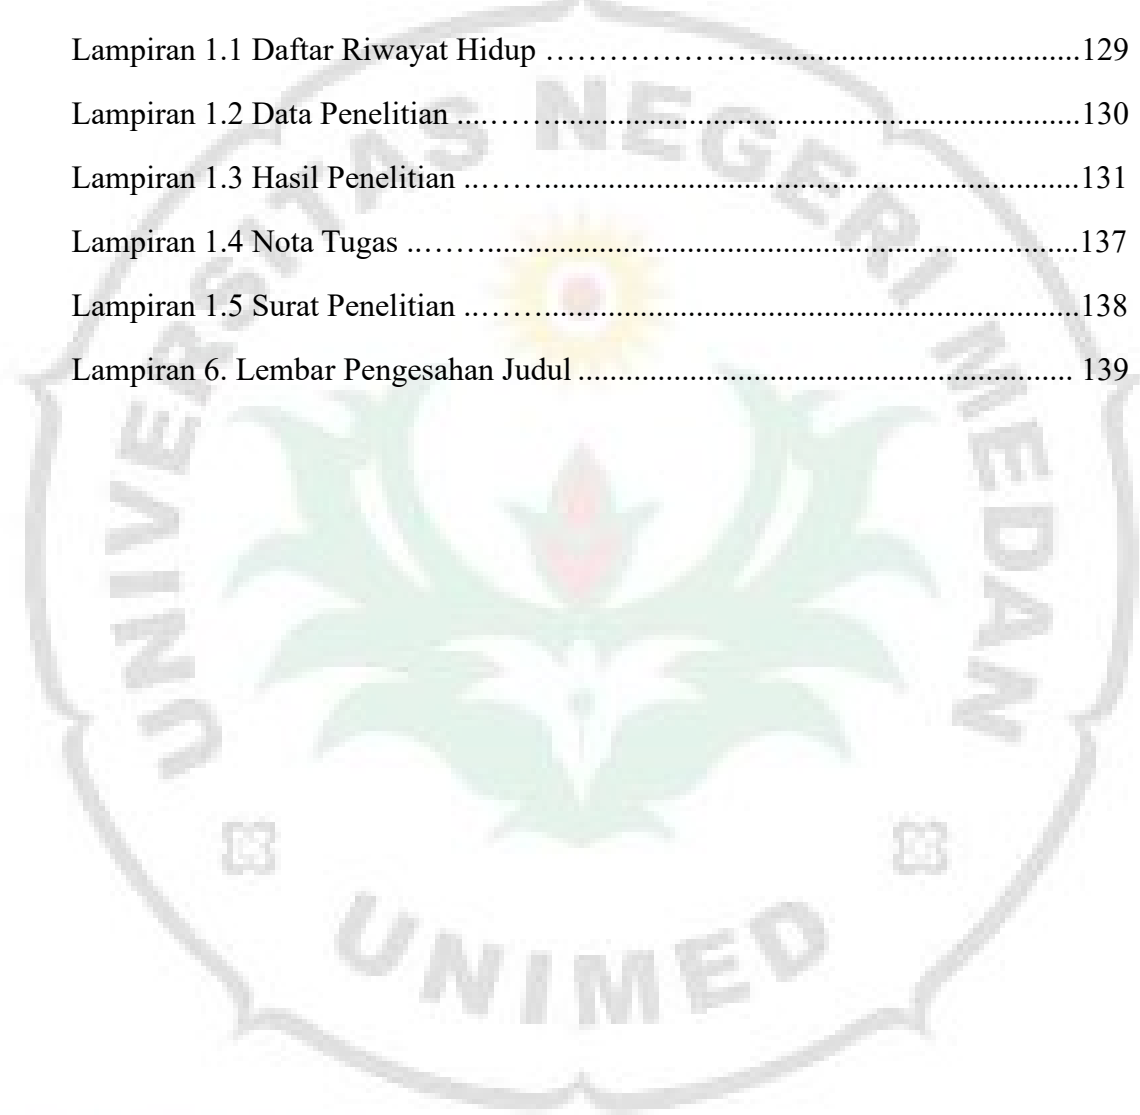 Lampiran 1.1 Daftar Riwayat Hidup ............................................................129
Lampiran 1.2 Data Penelitian ............................................................130
Lampiran 1.3 Hasil Penelitian ............................................................131
Lampiran 1.4 Nota Tugas ............................................................137
Lampiran 1.5 Surat Penelitian ............................................................138
Lampiran 6. Lembar Pengesahan Judul ............................................................ 139
UNIVERSITAS NEGERI MEDAN
UNIMED